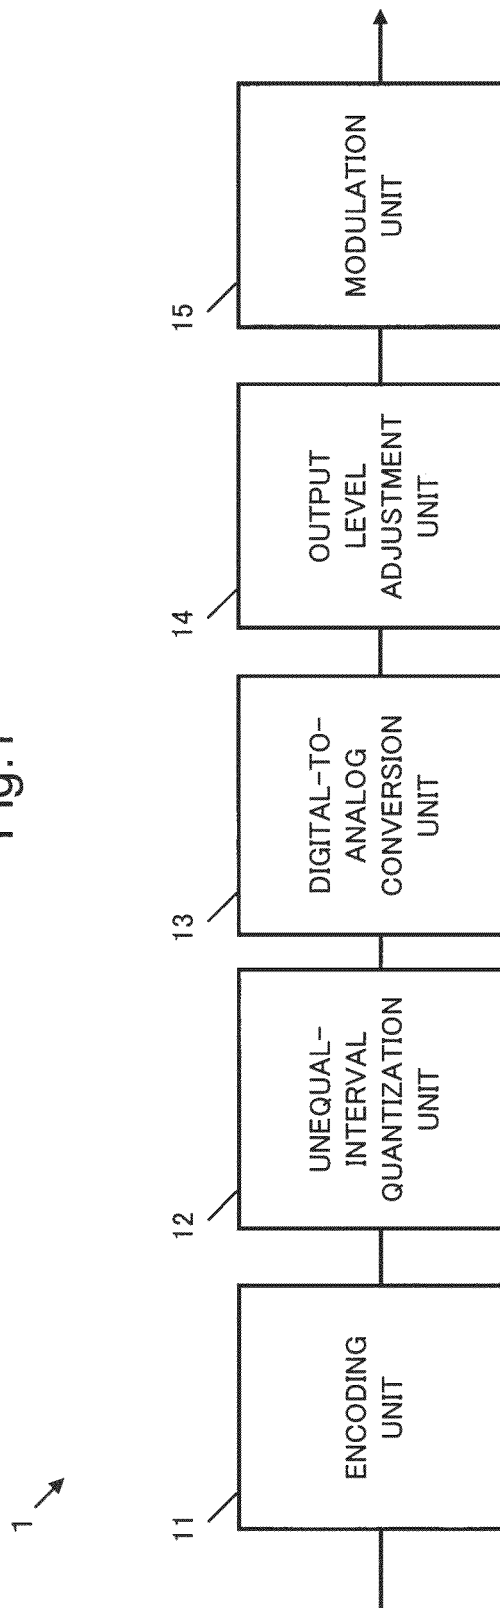 Fig.1
1
11
ENCODING
UNIT
12
UNEQUAL-
INTERVAL
QUANTIZATION
UNIT
13
DIGITAL-TO-
ANALOG
CONVERSION
UNIT
14
OUTPUT
LEVEL
ADJUSTMENT
UNIT
15
MODULATION
UNIT